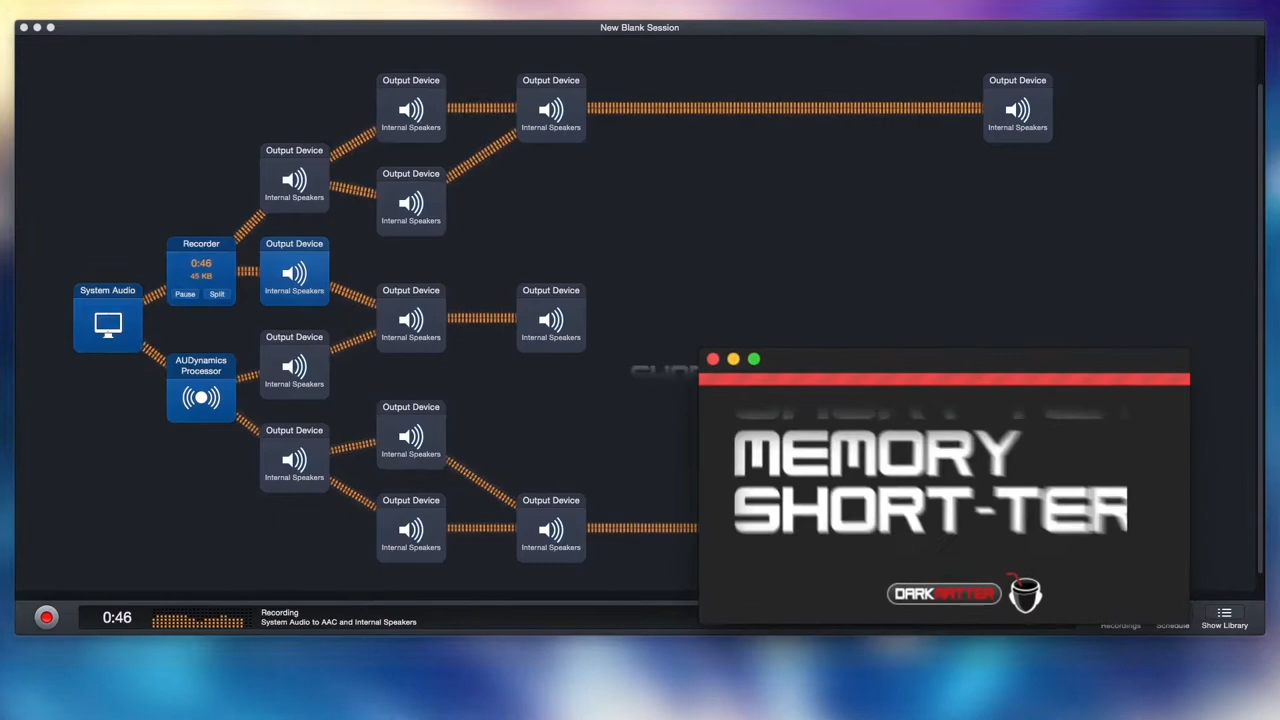 New Blank Session
Output Device
Internal Speakers
Output Device
Internal Speakers
Output Device
Internal Speakers
Output Device
Internal Speakers
Output Device
Internal Speakers
Recorder
0:46
45 KB
Pause
Split
Output Device
Internal Speakers
System Audio
Output Device
Internal Speakers
Output Device
Internal Speakers
AUDynamics
Processor
Output Device
Internal Speakers
Output Device
Internal Speakers
Output Device
Internal Speakers
Output Device
Internal Speakers
Output Device
Internal Speakers
MEMORY
SHORT-TER
DARKMATTER
0:46
Recording
System Audio to AAC and Internal Speakers
Recordings
Schedule
Show Library